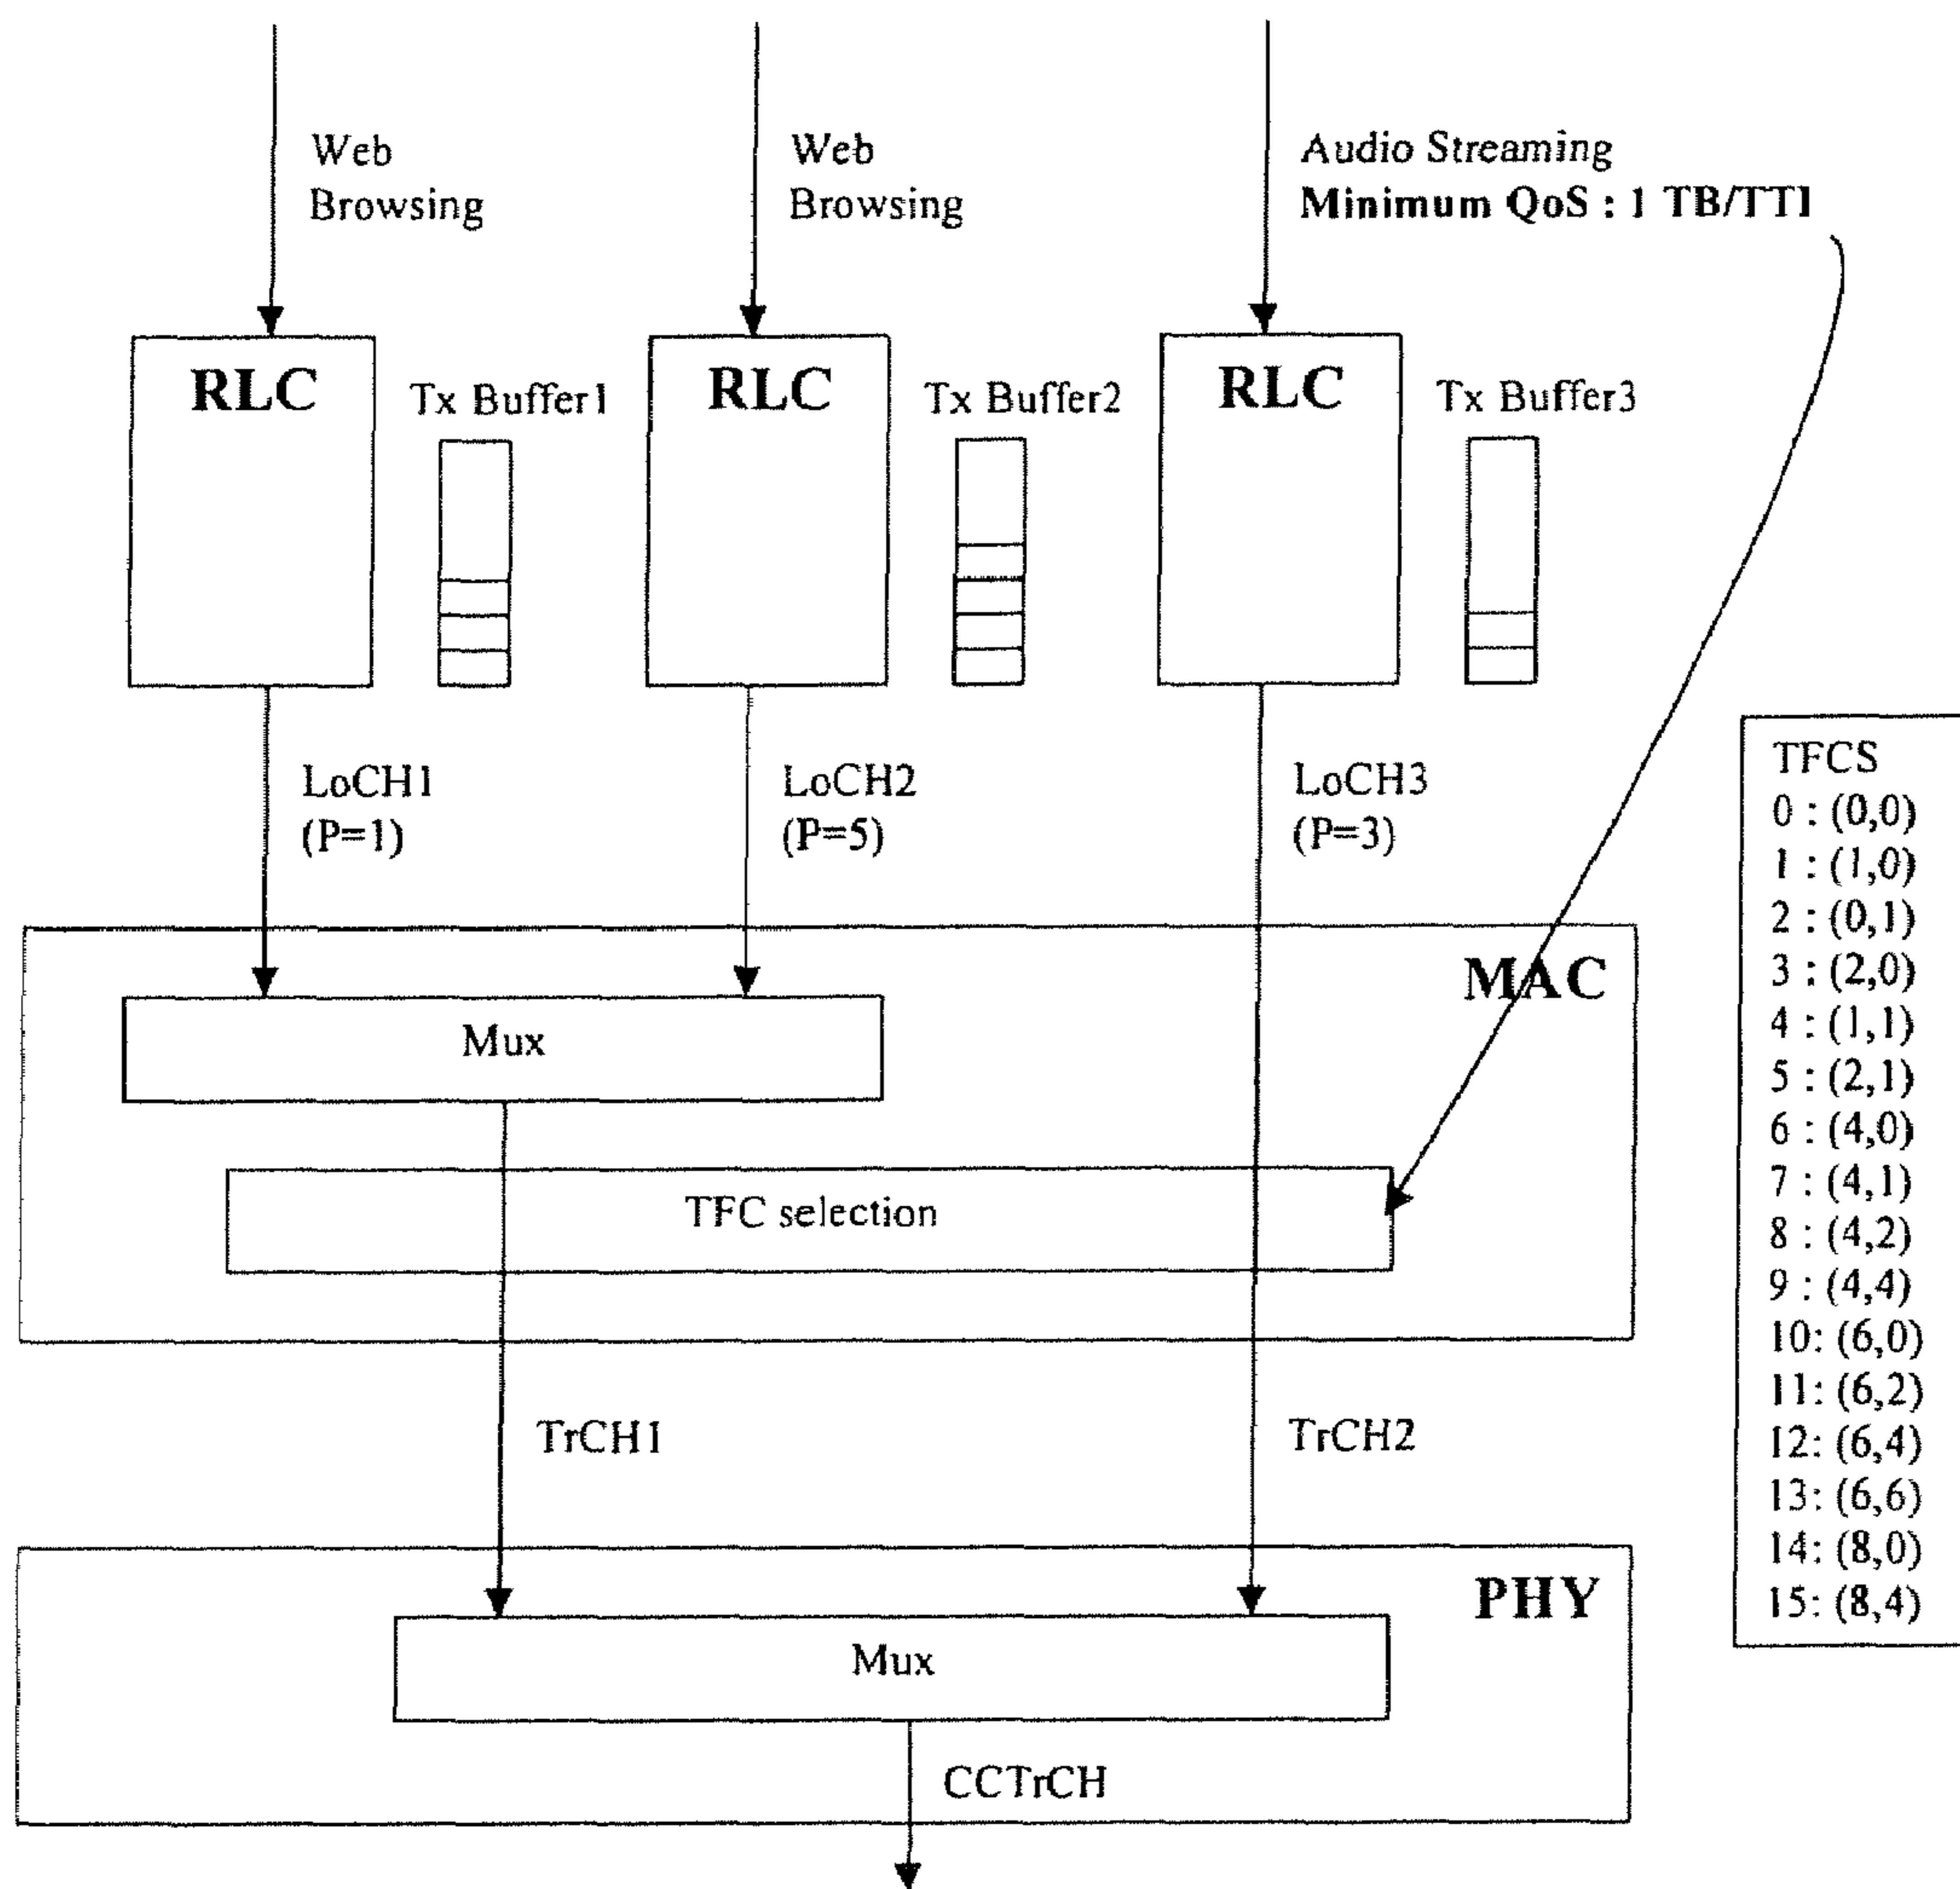 Web
Browsing
Web
Browsing
Audio Streaming
Minimum QoS : 1 TB/TTI
RLC
Tx Buffer1
RLC
Tx Buffer2
RLC
Tx Buffer3
LoCH1
(P=1)
LoCH2
(P=5)
LoCH3
(P=3)
MAC
Mux
TFC selection
TrCH1
TrCH2
PHY
Mux
CCTrCH
TFCS
0 : (0,0)
1 : (1,0)
2 : (0,1)
3 : (2,0)
4 : (1,1)
5 : (2,1)
6 : (4,0)
7 : (4,1)
8 : (4,2)
9 : (4,4)
10: (6,0)
11: (6,2)
12: (6,4)
13: (6,6)
14: (8,0)
15: (8,4)